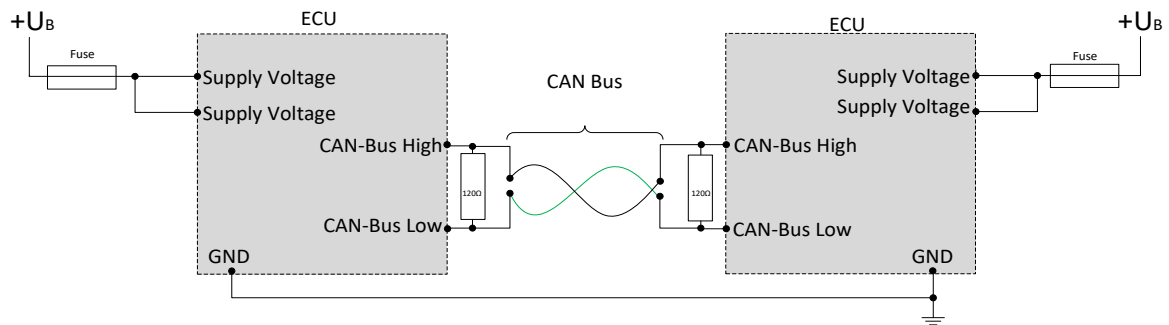 ECU
+UB
Fuse
Supply Voltage
Supply Voltage
CAN-Bus High
120Ω
CAN-Bus Low
GND
CAN Bus
ECU
+UB
Fuse
Supply Voltage
Supply Voltage
CAN-Bus High
120Ω
CAN-Bus Low
GND